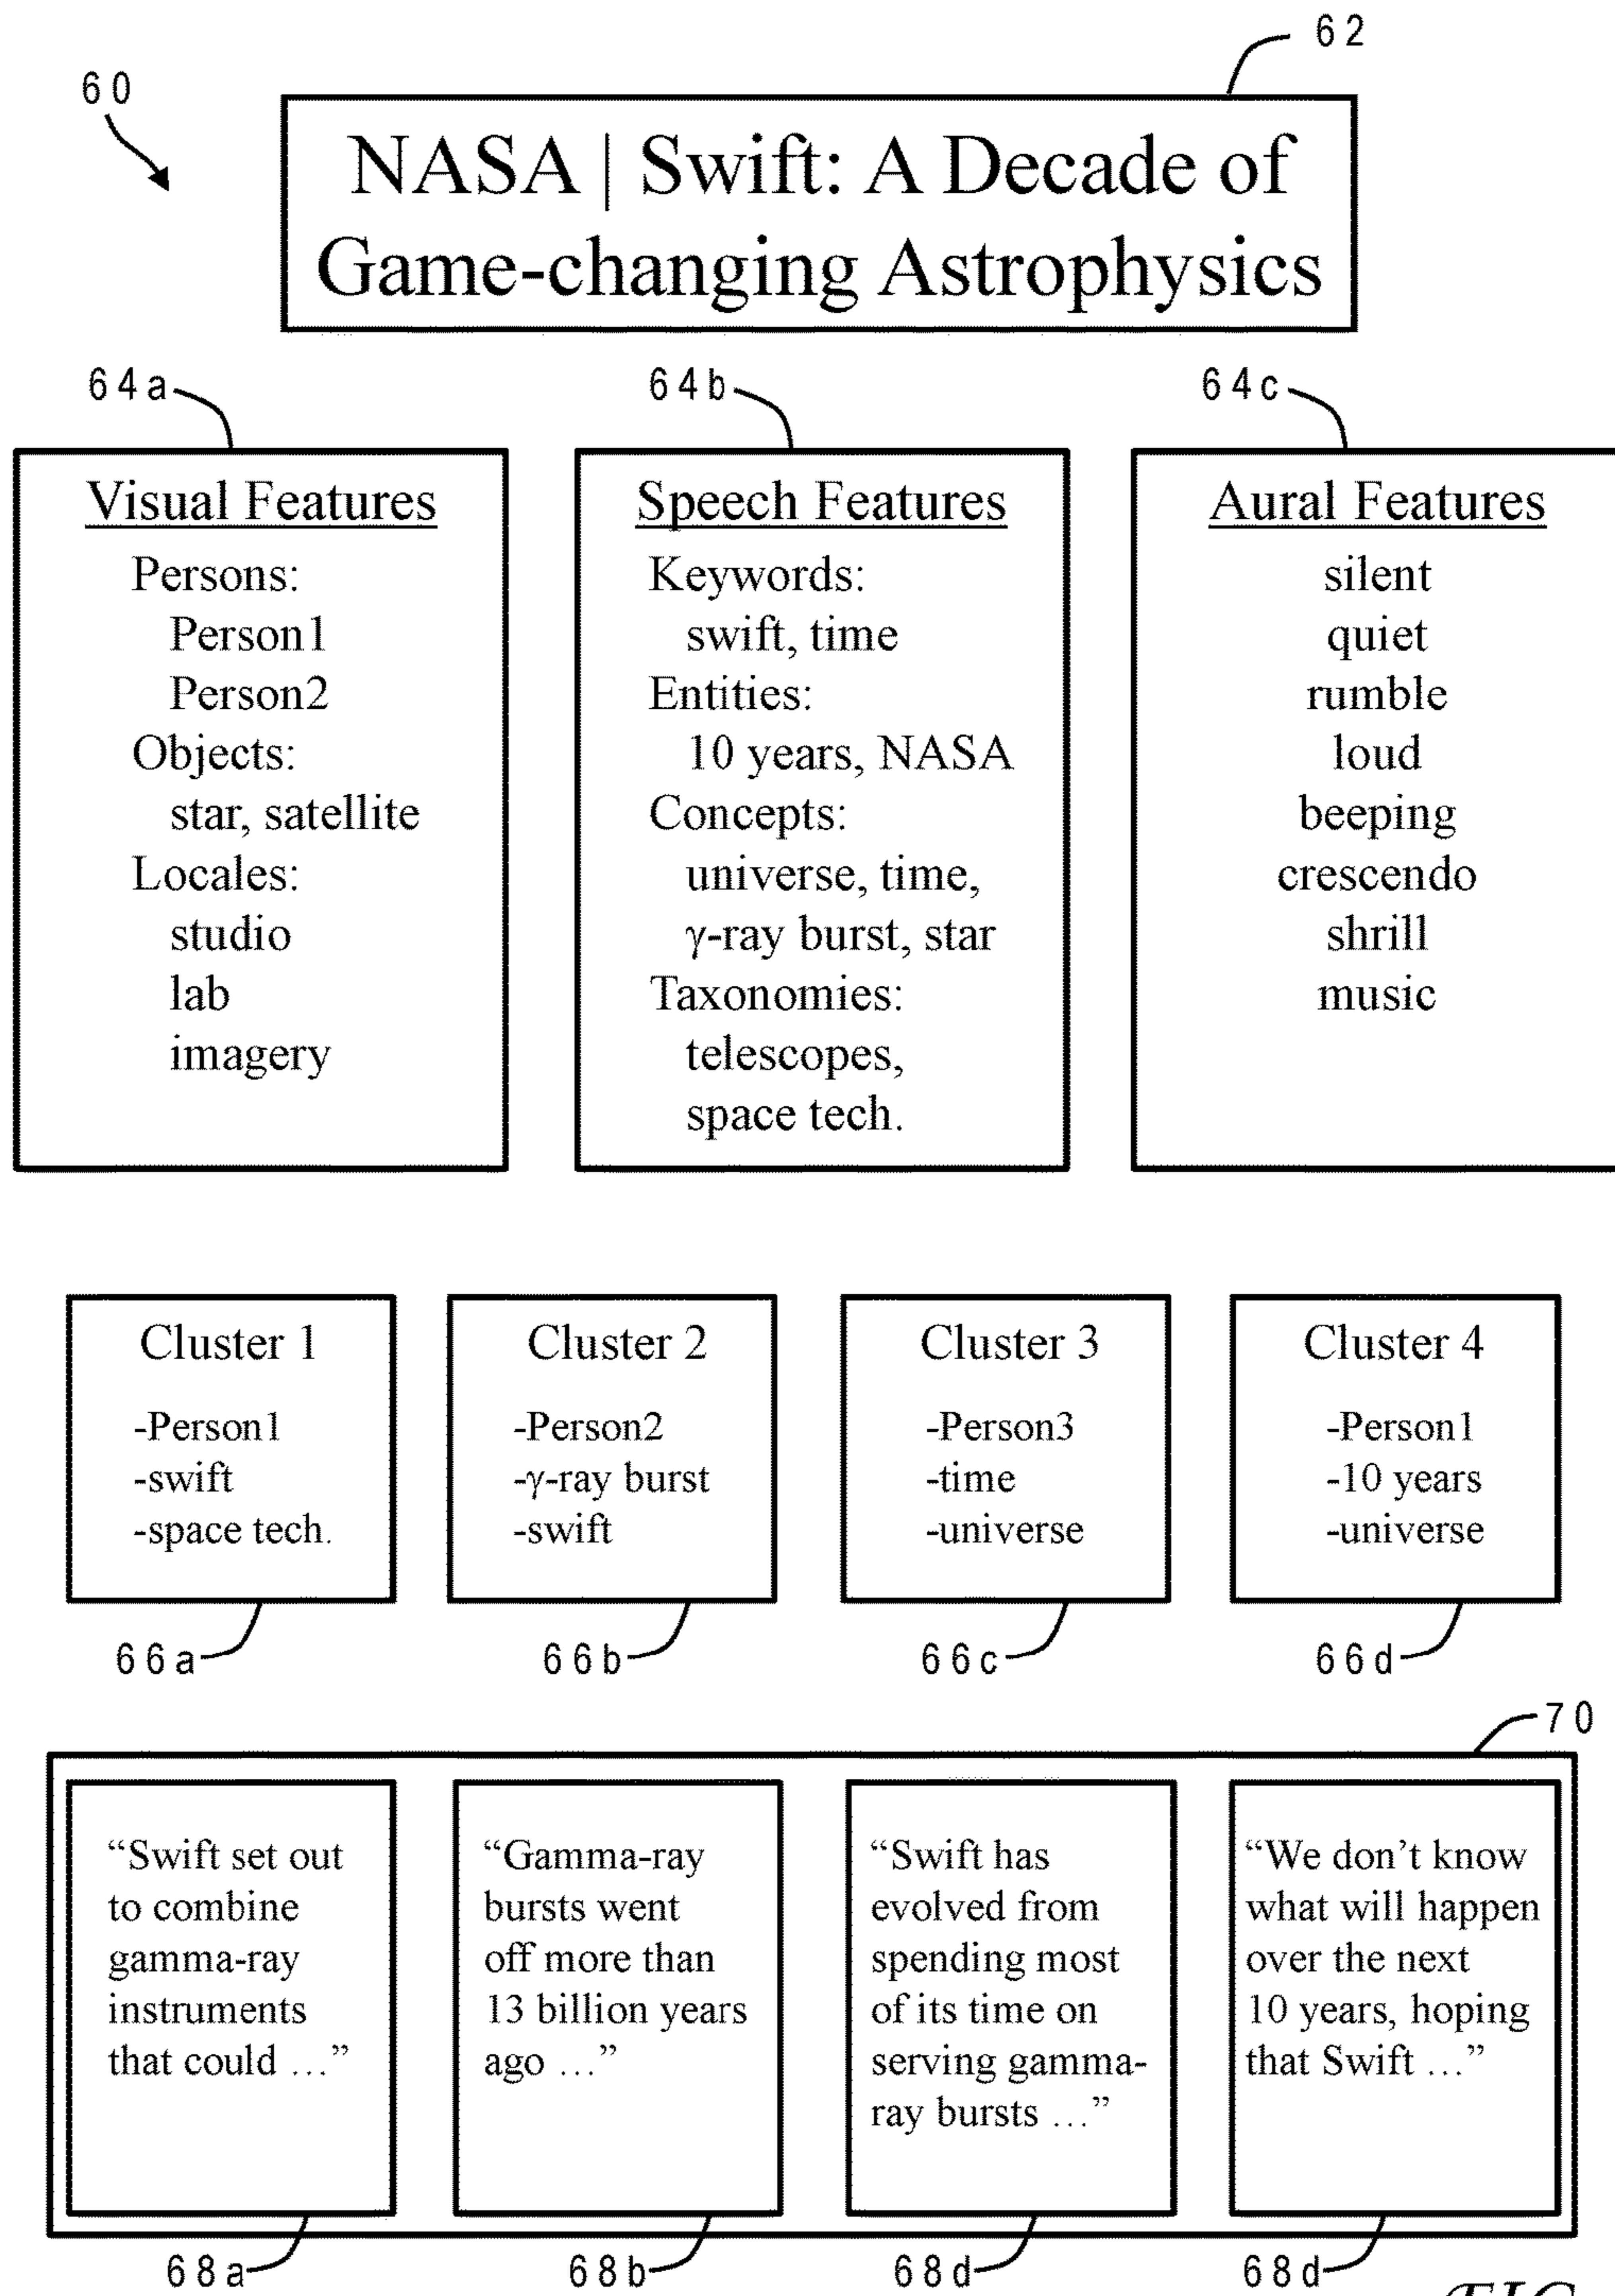 62
60
NASA | Swift: A Decade of
Game-changing Astrophysics
64a
64b
64c
Visual Features
Persons:
Person1
Person2
Objects:
star, satellite
Locales:
studio
lab
imagery
Speech Features
Keywords:
swift, time
Entities:
10 years, NASA
Concepts:
universe, time,
γ-ray burst, star
Taxonomies:
telescopes,
space tech.
Aural Features
silent
quiet
rumble
loud
beeping
crescendo
shrill
music
Cluster 1
-Person1
-swift
-space tech.
Cluster 2
-Person2
-γ-ray burst
-swift
Cluster 3
-Person3
-time
-universe
Cluster 4
-Person1
-10 years
-universe
66a
66b
66c
66d
70
“Swift set out
to combine
gamma-ray
instruments
that could ...”
“Gamma-ray
bursts went
off more than
13 billion years
ago ...”
“Swift has
evolved from
spending most
of its time on
serving gamma-
ray bursts ...”
“We don’t know
what will happen
over the next
10 years, hoping
that Swift ...”
68a
68b
68d
68d